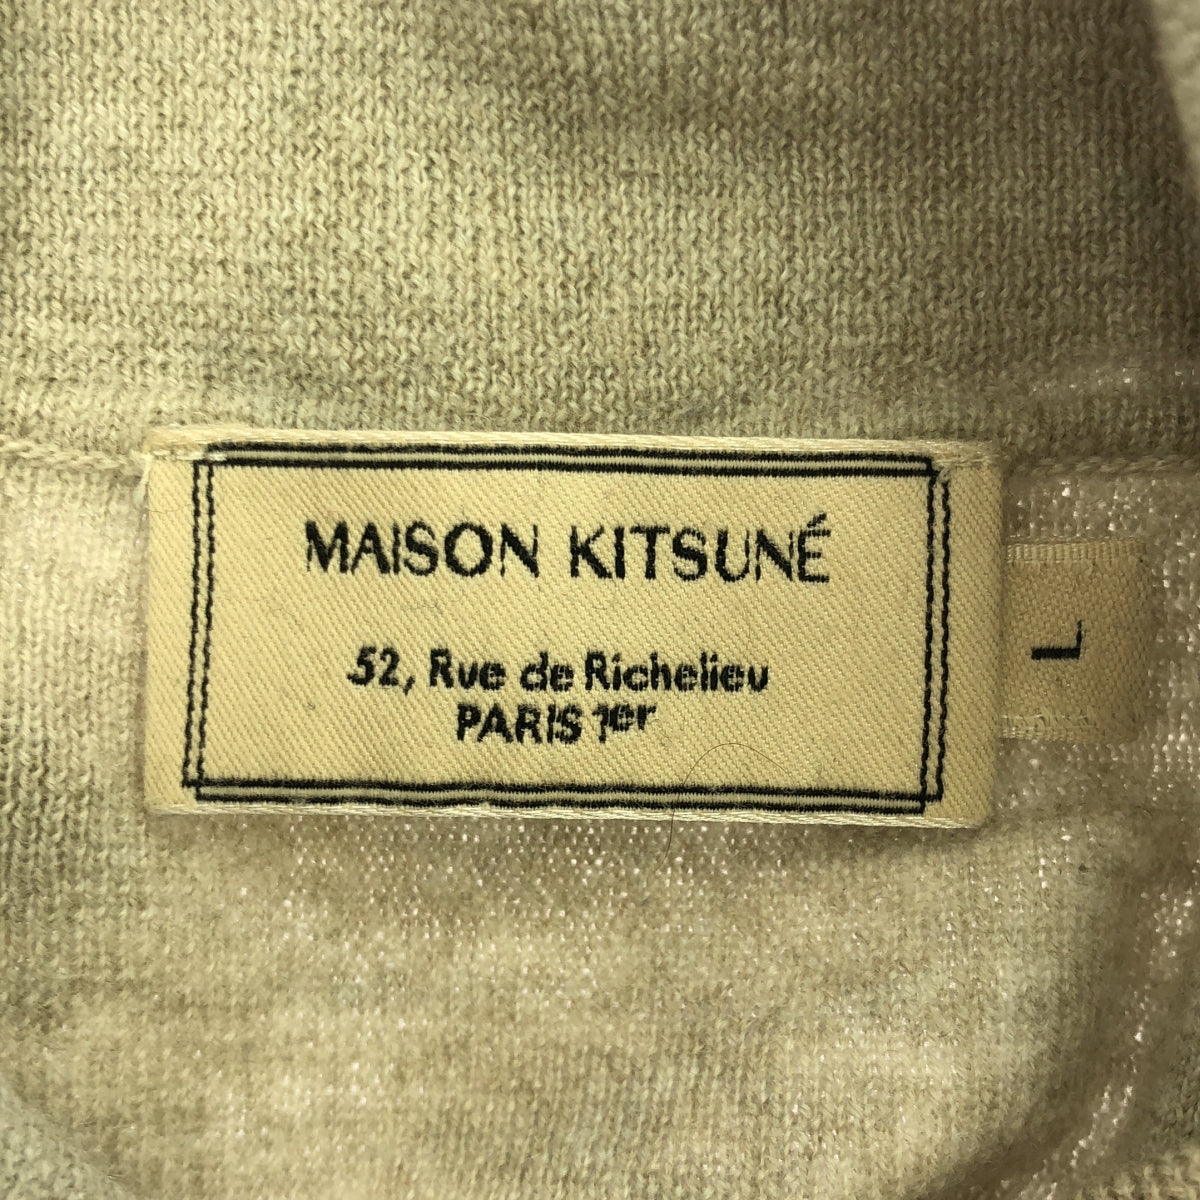 MAISON KITSUNÉ
52, Rue de Richelieu
PARIS 1er
L